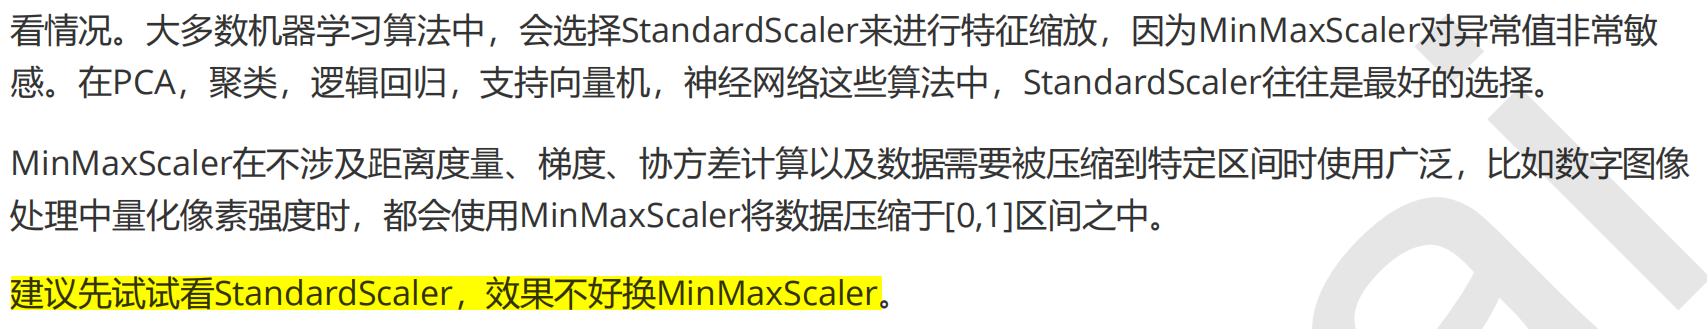 看情况。大多数机器学习算法中，会选择StandardScaler来进行特征缩放，因为MinMaxScaler对异常值非常敏
感。在PCA，聚类，逻辑回归，支持向量机，神经网络这些算法中，StandardScaler往往是最好的选择。
MinMaxScaler在不涉及距离度量、梯度、协方差计算以及数据需要被压缩到特定区间时使用广泛，比如数字图像
处理中量化像素强度时，都会使用MinMaxScaler将数据压缩于[0,1]区间之中。
建议先试试看StandardScaler，效果不好换MinMaxScaler。